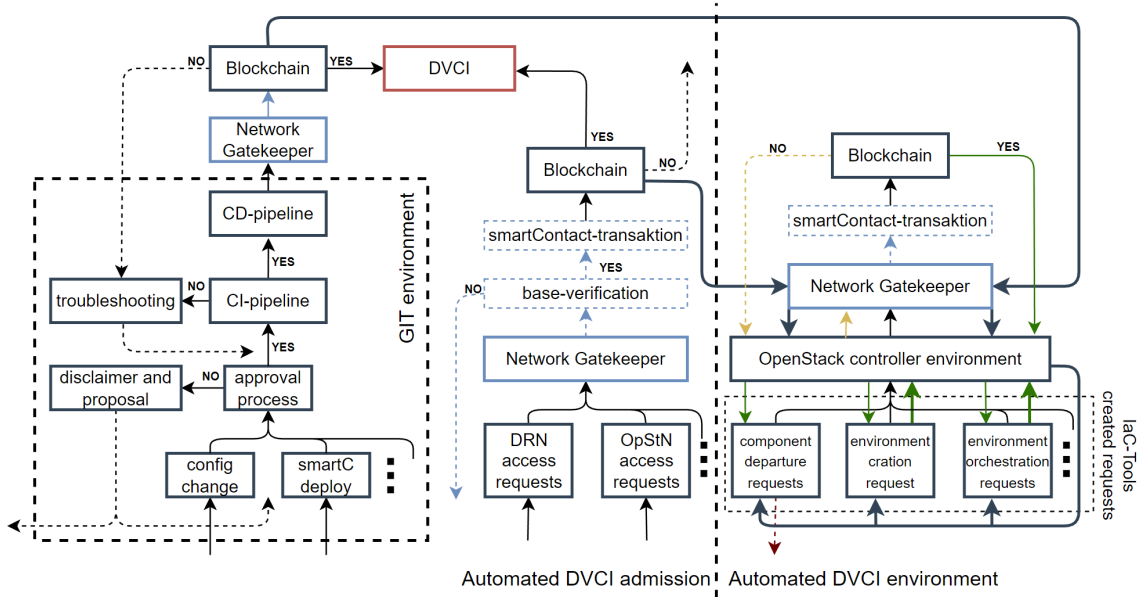 NO
Blockchain
YES
DVCI
Network
Gatekeeper
YES
Blockchain
NO
NO
Blockchain
YES
CD-pipeline
smartContact-transaktion
smartContact-transaktion
YES
YES
troubleshooting
NO
CI-pipeline
GIT environment
NO
base-verification
Network Gatekeeper
YES
Network Gatekeeper
OpenStack controller environment
disclaimer and
proposal
NO
approval
process
config
change
smartC
deploy
DRN
access
requests
OpStN
access
requests
component
departure
requests
environment
cration
request
environment
orchestration
requests
IaC-Tools
created requests
Automated DVCI admission
Automated DVCI environment